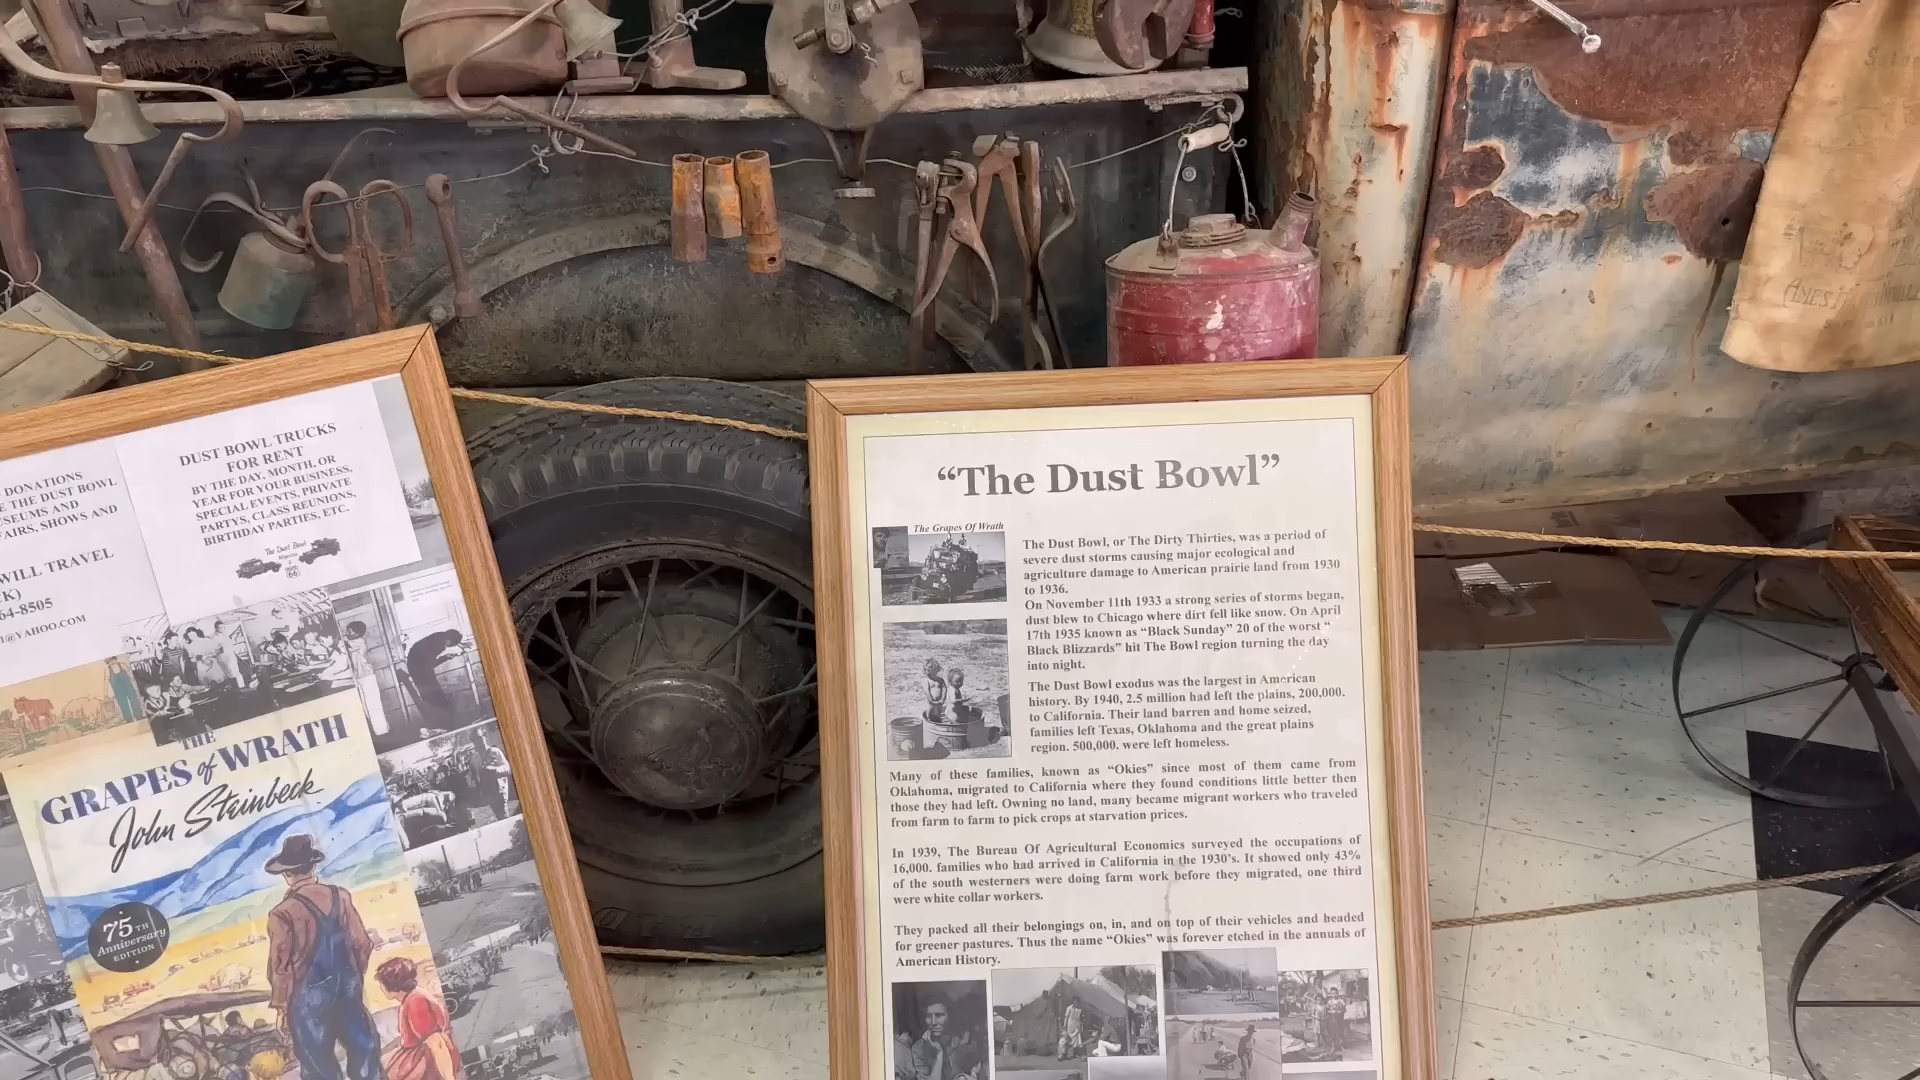 DONATIONS
E THE DUST BOWL
USEUMS AND
FAIRS, SHOWS AND
WILL TRAVEL
64-8505
1@YAHOO.COM
DUST BOWL TRUCKS
FOR RENT
BY THE DAY, MONTH, OR
YEAR FOR YOUR BUSINESS,
SPECIAL EVENTS, PRIVATE
PARTYS, CLASS REUNIONS,
BIRTHDAY PARTIES, ETC.
The Dust Bowl
66
THE
GRAPES of WRATH
John Steinbeck
75TH
Anniversary
EDITION
“The Dust Bowl”
The Grapes Of Wrath
The Dust Bowl, or The Dirty Thirties, was a period of
severe dust storms causing major ecological and
agriculture damage to American prairie land from 1930
to 1936.
On November 11th 1933 a strong series of storms began,
dust blew to Chicago where dirt fell like snow. On April
17th 1935 known as “Black Sunday” 20 of the worst “
Black Blizzards” hit The Bowl region turning the day
into night.
The Dust Bowl exodus was the largest in American
history. By 1940, 2.5 million had left the plains, 200,000.
to California. Their land barren and home seized,
families left Texas, Oklahoma and the great plains
region. 500,000. were left homeless.
Many of these families, known as “Okies” since most of them came from
Oklahoma, migrated to California where they found conditions little better then
those they had left. Owning no land, many became migrant workers who traveled
from farm to farm to pick crops at starvation prices.
In 1939, The Bureau Of Agricultural Economics surveyed the occupations of
16,000. families who had arrived in California in the 1930’s. It showed only 43%
of the south westerners were doing farm work before they migrated, one third
were white collar workers.
They packed all their belongings on, in, and on top of their vehicles and headed
for greener pastures. Thus the name “Okies” was forever etched in the annuals of
American History.